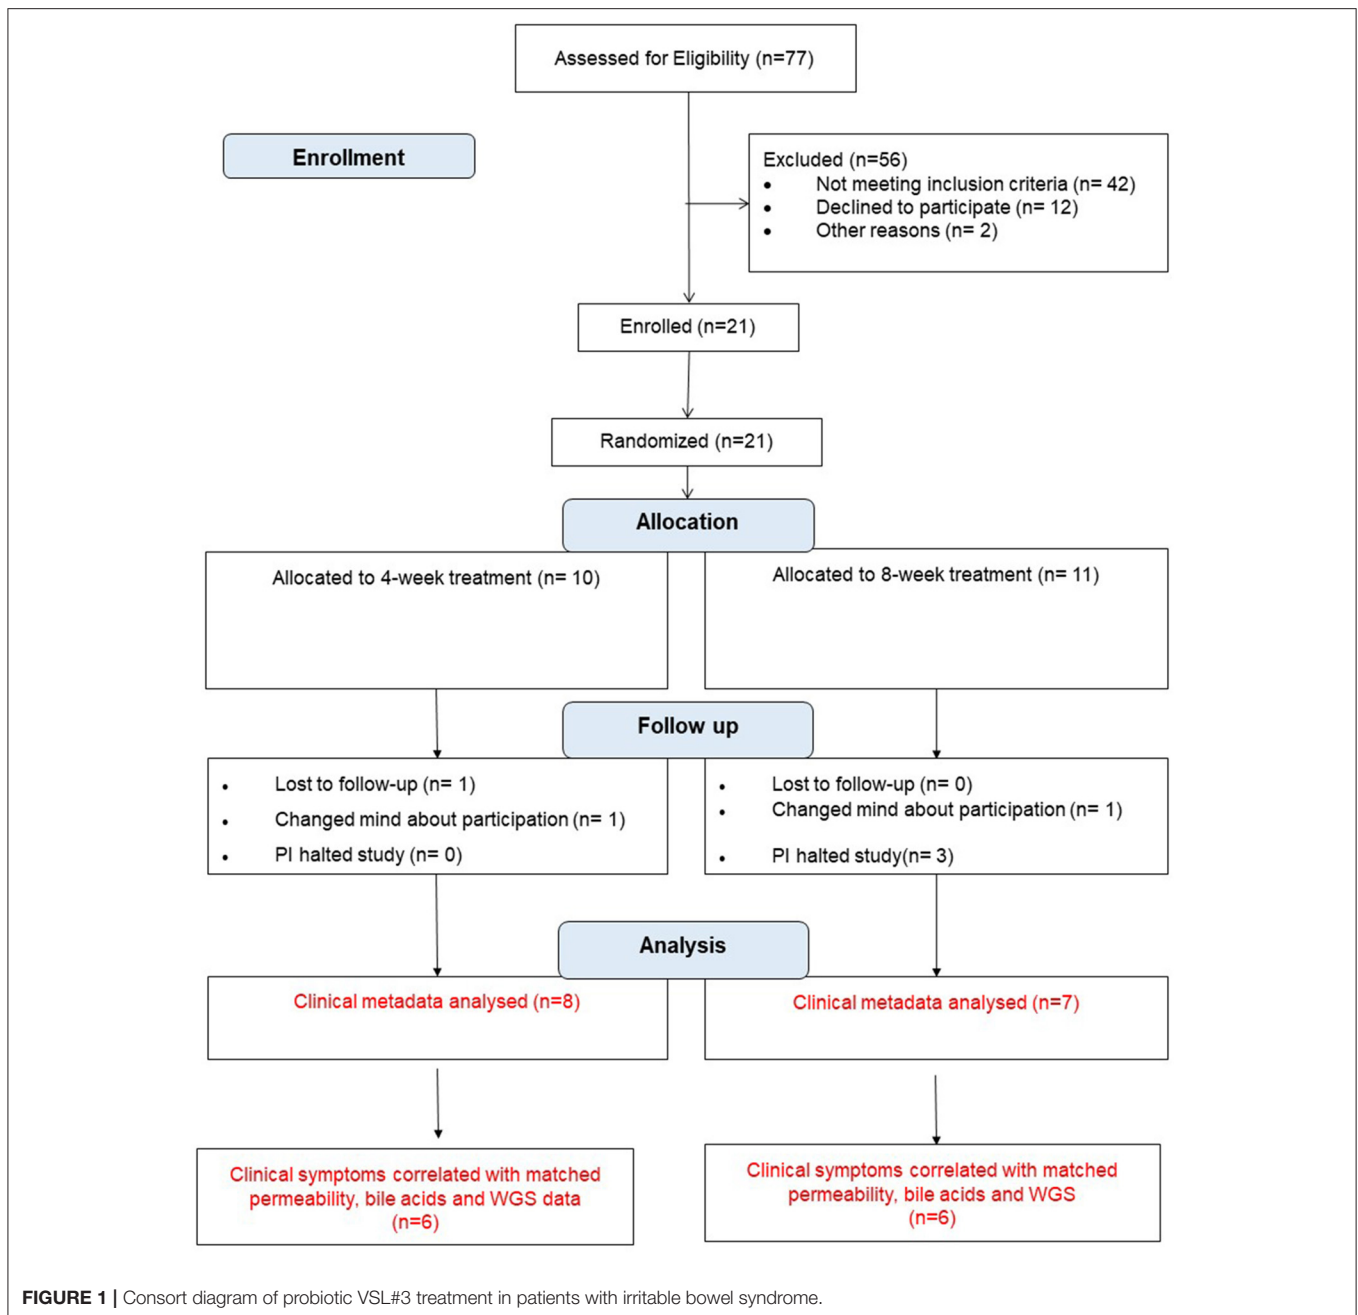 Assessed for Eligibility (n=77)
Enrollment
Excluded (n=56)
• Not meeting inclusion criteria (n= 42)
• Declined to participate (n= 12)
• Other reasons (n= 2)
Enrolled (n=21)
Randomized (n=21)
Allocation
Allocated to 4-week treatment (n= 10)
Allocated to 8-week treatment (n= 11)
Follow up
• Lost to follow-up (n= 1)
• Changed mind about participation (n= 1)
• PI halted study (n= 0)
• Lost to follow-up (n= 0)
• Changed mind about participation (n= 1)
• PI halted study(n= 3)
Analysis
Clinical metadata analysed (n=8)
Clinical metadata analysed (n=7)
Clinical symptoms correlated with matched
permeability, bile acids and WGS data
(n=6)
Clinical symptoms correlated with matched
permeability, bile acids and WGS
(n=6)
FIGURE 1 | Consort diagram of probiotic VSL#3 treatment in patients with irritable bowel syndrome.